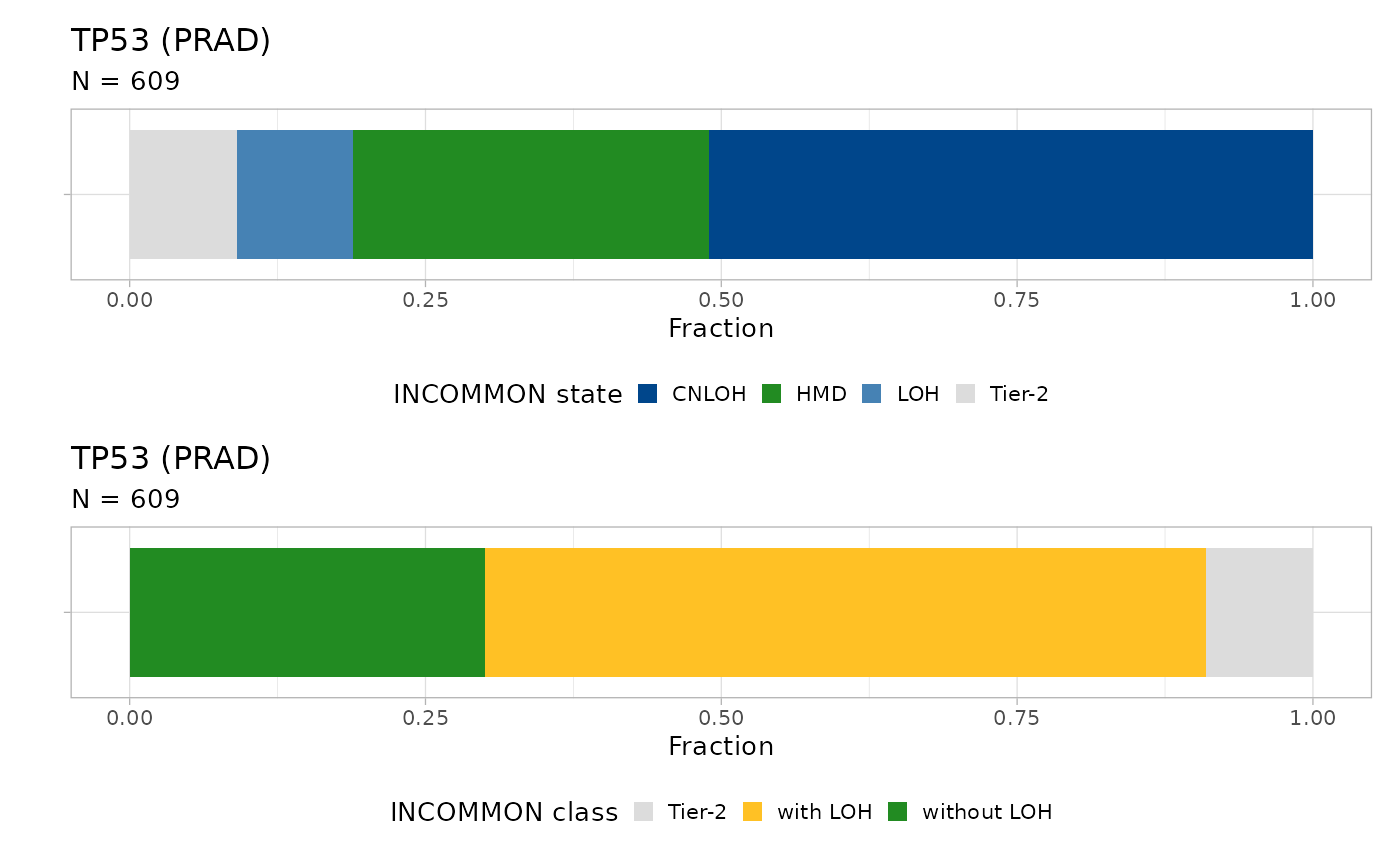 TP53 (PRAD)
N = 609
0.00 0.25 0.50 0.75 1.00
Fraction
INCOMMON state CNLOH HMD LOH Tier-2
TP53 (PRAD)
N = 609
0.00 0.25 0.50 0.75 1.00
Fraction
INCOMMON class Tier-2 with LOH without LOH